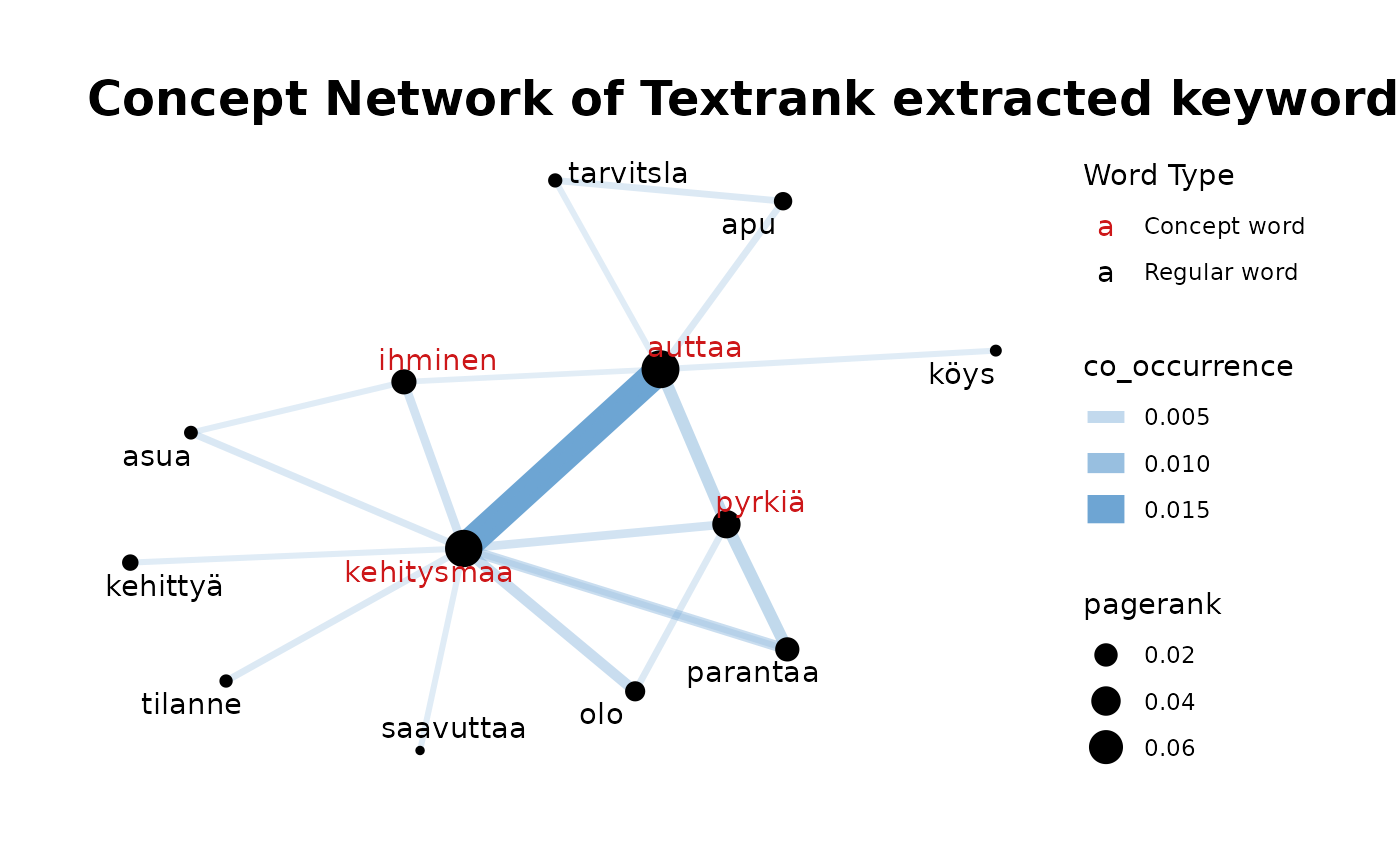 Concept Network of Textrank extracted keyword
tarvitsla
apu
auttaa
ihminen
köys
asua
pyrkiä
kehitysmaa
kehittyä
parantaa
tilanne
olo
saavuttaa
Word Type
a Concept word
a Regular word
co_occurrence
0.005
0.010
0.015
pagerank
0.02
0.04
0.06